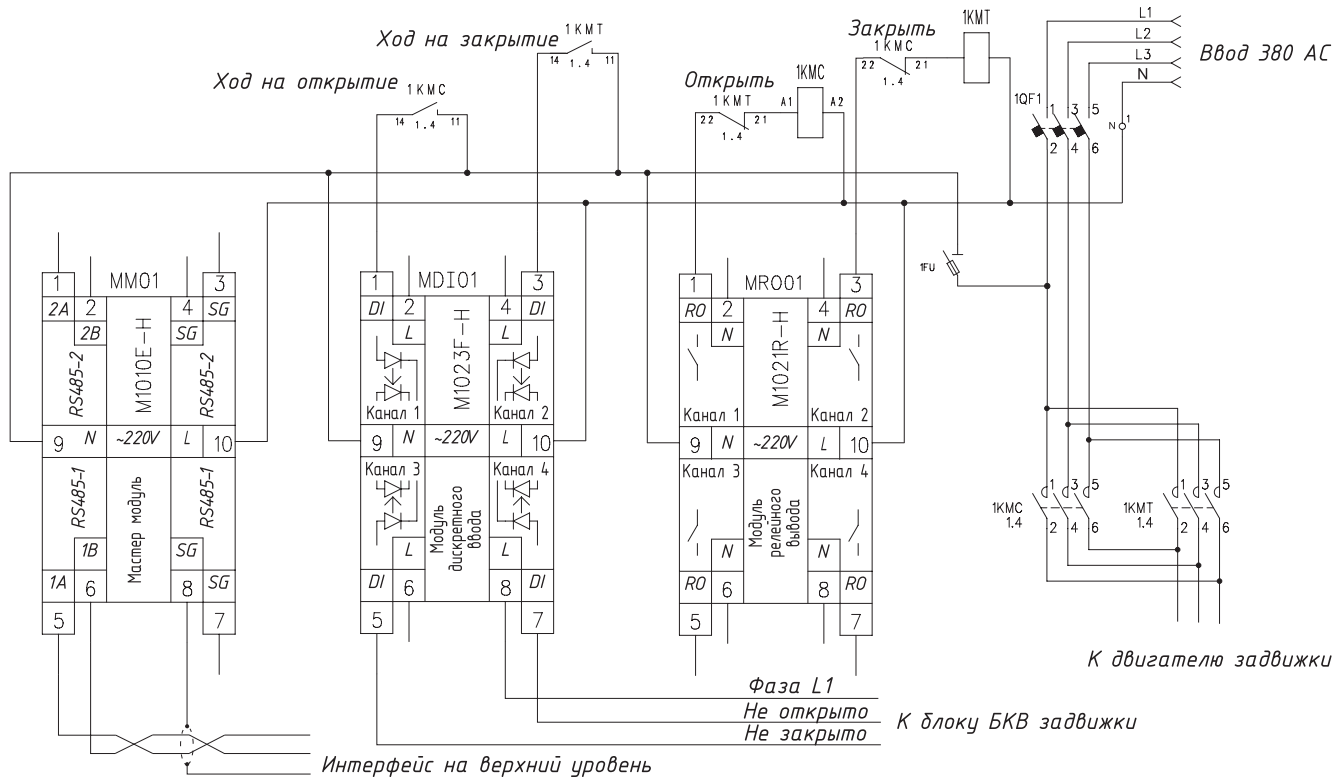 L1
L2
L3
N
Ввод 380 АС
Закрыть
1КМТ
1КМС
22 21
1.4
Ход на закрытие
1КМТ
14 11
1.4
Открыть
1КМС
1КМТ
A1 A2
22 21
1.4
Ход на открытие
1КМС
14 11
1.4
1QF1
1 3 5
2 4 6
N 1
1FU
MM01
1 2 4 3
2A SG
2B SG
RS485-2 M1010E-H RS485-2
9 N ~220V L 10
RS485-1 Мастер модуль RS485-1
1B SG
1A 6 8 SG
5 7
MDI01
1 2 4 3
DI DI
L L
M1023F-H
Канал 1 Канал 2
9 N ~220V L 10
Канал 3 Канал 4
Модуль
дискретного
ввода
L L
DI 6 8 DI
5 7
MRO01
1 2 4 3
RO RO
N N
M1021R-H
Канал 1 Канал 2
9 N ~220V L 10
Канал 3 Канал 4
Модуль
релейного
вывода
N N
RO 6 8 RO
5 7
1КМС
1.4
1 3 5
2 4 6
1КМТ
1.4
1 3 5
2 4 6
К двигателю задвижки
Фаза L1
Не открыто
Не закрыто
К блоку БКВ задвижки
Интерфейс на верхний уровень